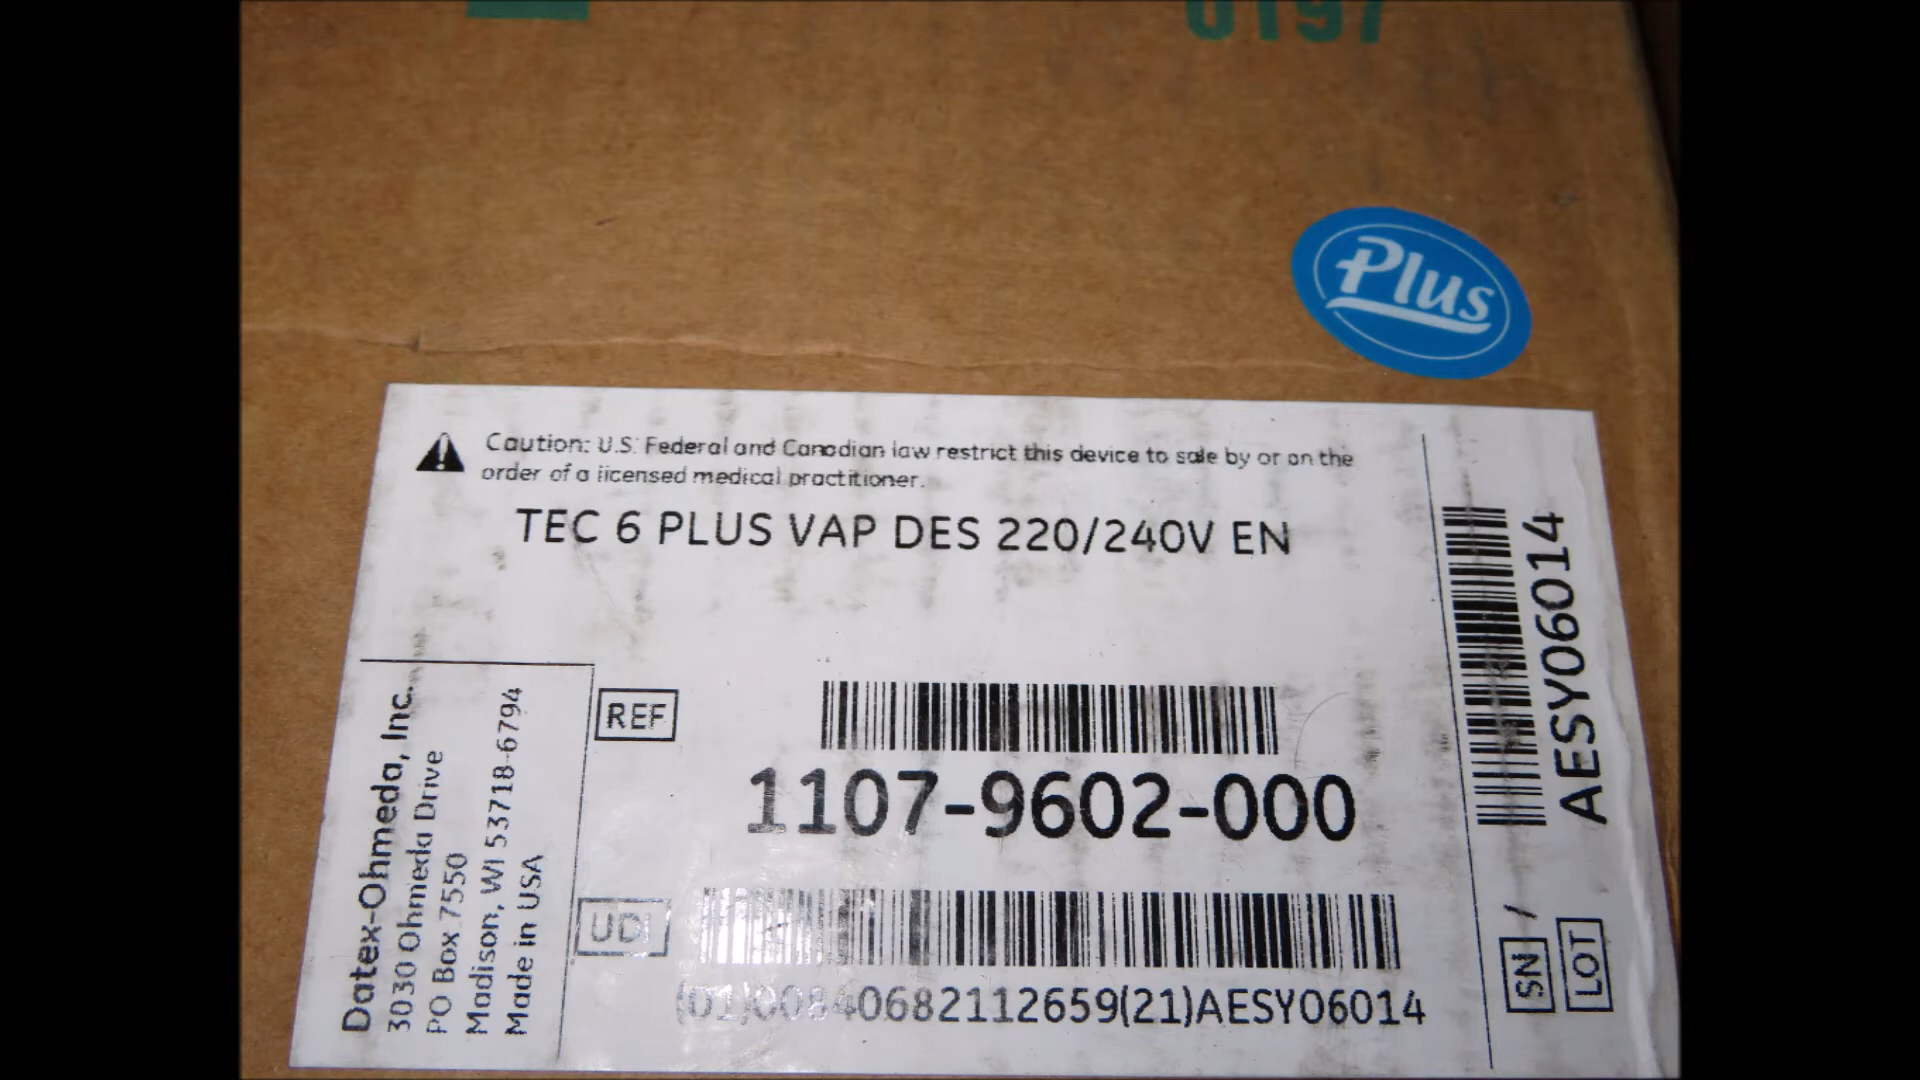 0197
Plus
Caution: U.S. Federal and Canadian law restrict this device to sale by or on the
order of a licensed medical practitioner.
TEC 6 PLUS VAP DES 220/240V EN
Datex-Ohmeda, Inc.
3030 Ohmeda Drive
PO Box 7550
Madison, WI 53718-6794
Made in USA
REF
1107-9602-000
UDI
(01)00840682112659(21)AESY06014
SN /
LOT
AESY06014